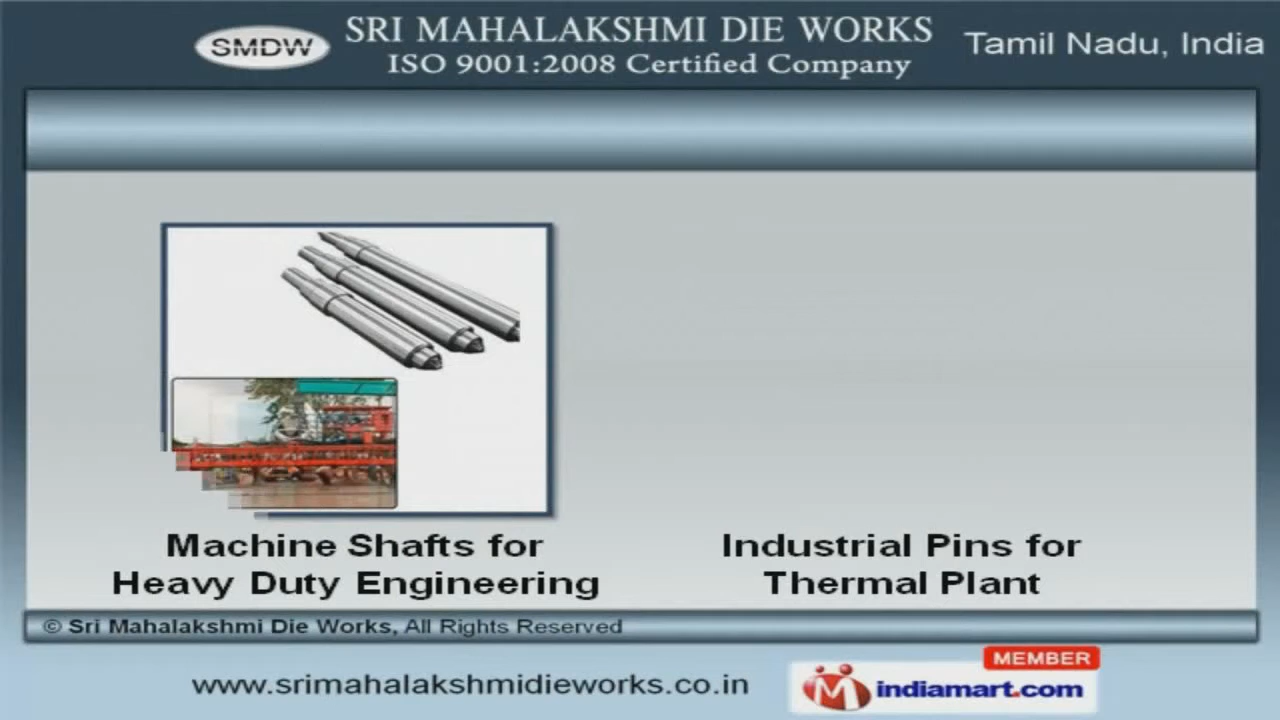 SMDW
SRI MAHALAKSHMI DIE WORKS
ISO 9001:2008 Certified Company
Tamil Nadu, India
Machine Shafts for
Heavy Duty Engineering
Industrial Pins for
Thermal Plant
© Sri Mahalakshmi Die Works, All Rights Reserved
www.srimahalakshmidieworks.co.in
MEMBER
indiamart.com